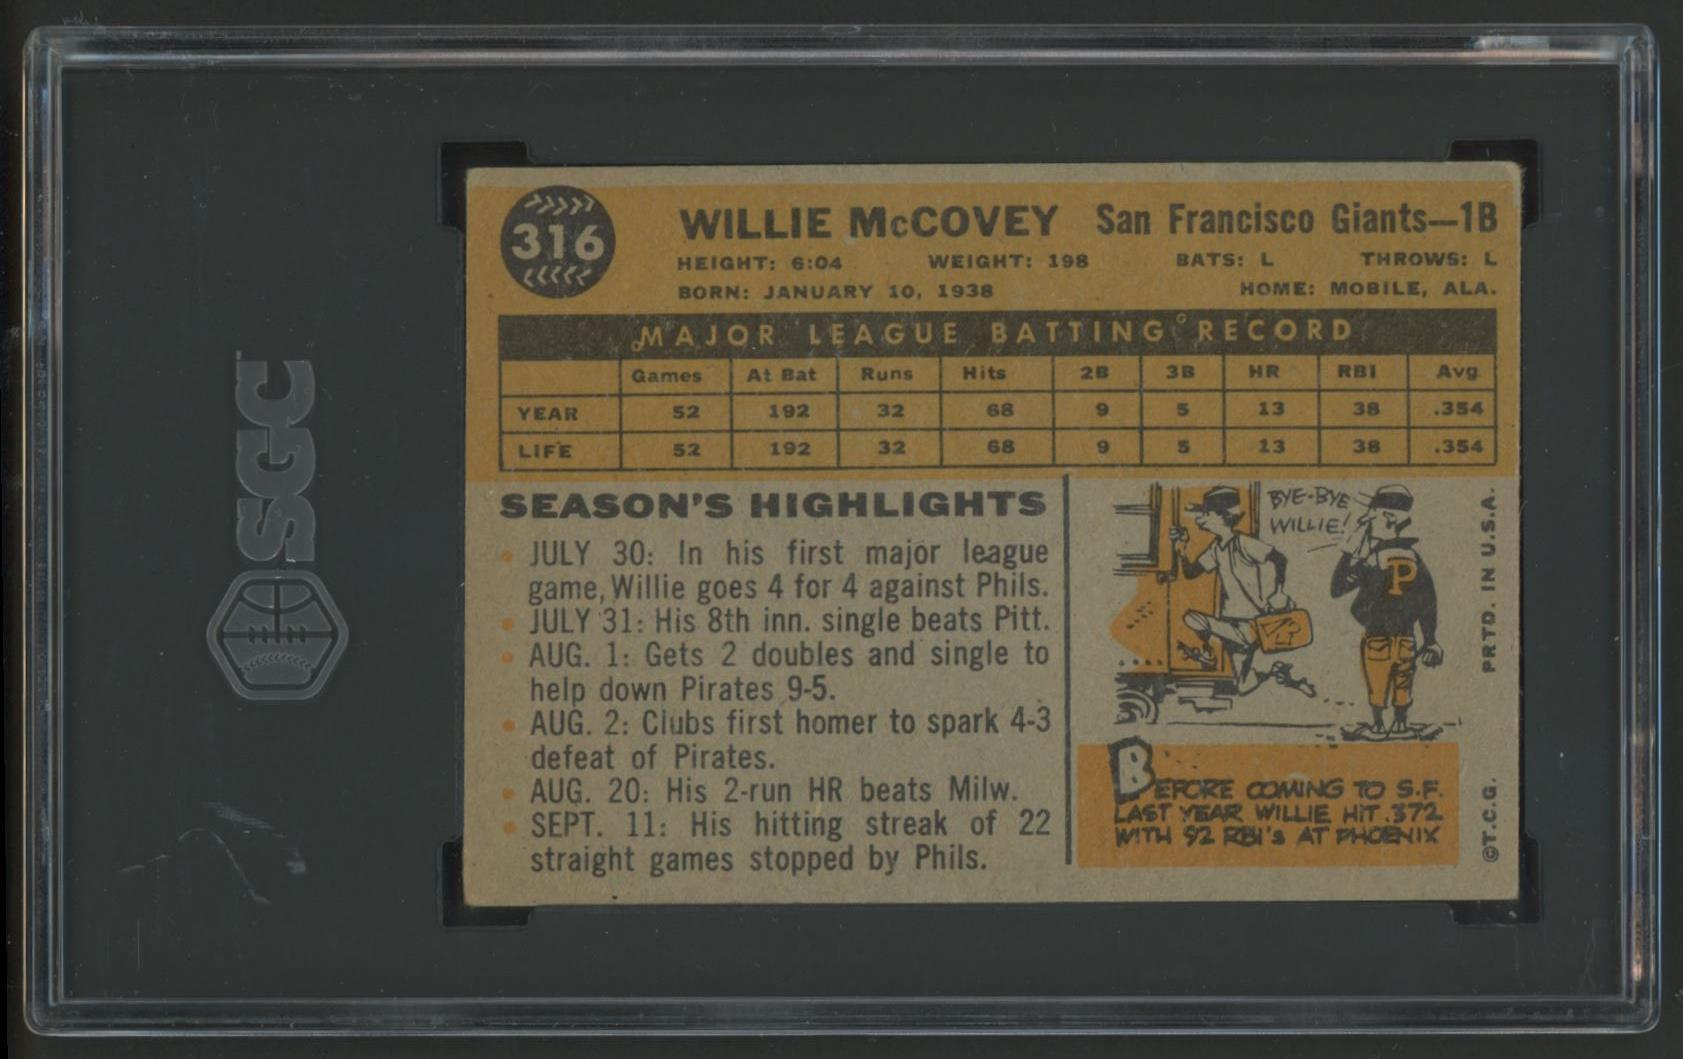 SGC
316
WILLIE McCOVEY San Francisco Giants—1B
HEIGHT: 6:04 WEIGHT: 198 BATS: L THROWS: L
BORN: JANUARY 10, 1938 HOME: MOBILE, ALA.
MAJOR LEAGUE BATTING RECORD
Games At Bat Runs Hits 2B 3B HR RBI Avg
YEAR 52 192 32 68 9 5 13 38 .354
LIFE 52 192 32 68 9 5 13 38 .354
SEASON'S HIGHLIGHTS
• JULY 30: In his first major league
game, Willie goes 4 for 4 against Phils.
• JULY 31: His 8th inn. single beats Pitt.
• AUG. 1: Gets 2 doubles and single to
help down Pirates 9-5.
• AUG. 2: Clubs first homer to spark 4-3
defeat of Pirates.
• AUG. 20: His 2-run HR beats Milw.
• SEPT. 11: His hitting streak of 22
straight games stopped by Phils.
BYE-BYE
WILLIE!
P
BEFORE COMING TO S.F.
LAST YEAR WILLIE HIT .372
WITH 92 RBI's AT PHOENIX
©T.C.G. PRTD. IN U.S.A.